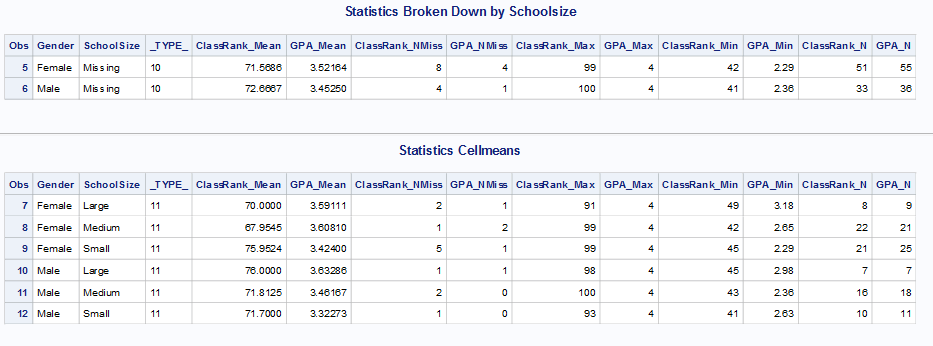 Statistics Broken Down by Schoolsize
Obs Gender SchoolSize _TYPE_ ClassRank_Mean GPA_Mean ClassRank_NMiss GPA_NMiss ClassRank_Max GPA_Max ClassRank_Min GPA_Min ClassRank_N GPA_N
5 Female Missing 10 71.5686 3.52164 8 4 99 4 42 2.29 51 55
6 Male Missing 10 72.6667 3.45250 4 1 100 4 41 2.36 33 36
Statistics Cellmeans
Obs Gender SchoolSize _TYPE_ ClassRank_Mean GPA_Mean ClassRank_NMiss GPA_NMiss ClassRank_Max GPA_Max ClassRank_Min GPA_Min ClassRank_N GPA_N
7 Female Large 11 70.0000 3.59111 2 1 91 4 49 3.18 8 9
8 Female Medium 11 67.9545 3.60810 1 2 99 4 42 2.65 22 21
9 Female Small 11 75.9524 3.42400 5 1 99 4 45 2.29 21 25
10 Male Large 11 76.0000 3.63286 1 1 98 4 45 2.98 7 7
11 Male Medium 11 71.8125 3.46167 2 0 100 4 43 2.36 16 18
12 Male Small 11 71.7000 3.32273 1 0 93 4 41 2.63 10 11